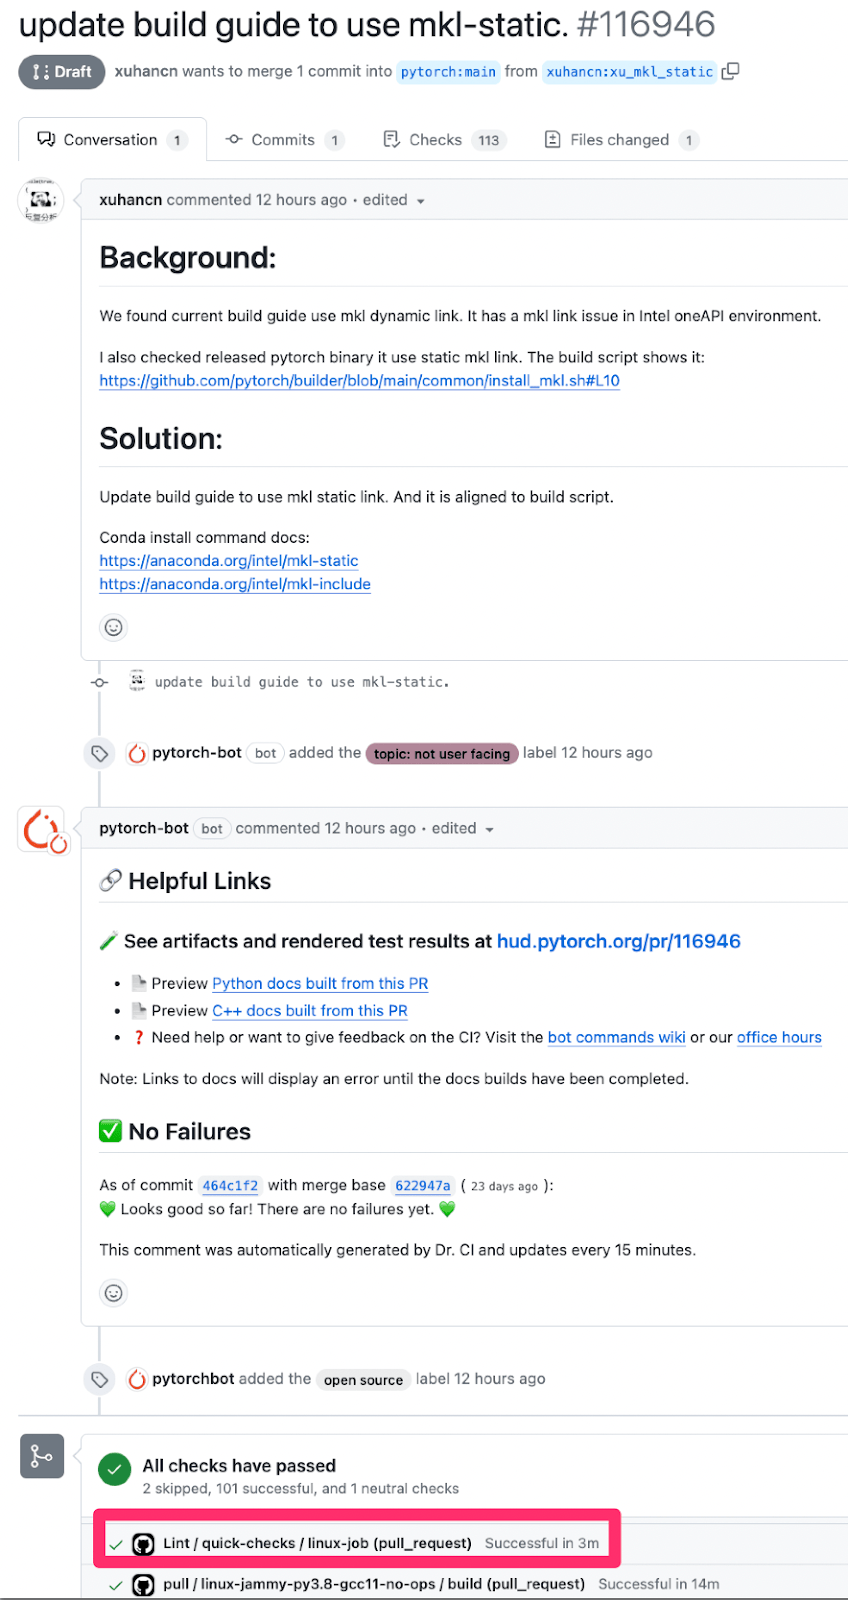 update build guide to use mkl-static. #116946
Draft xuhancn wants to merge 1 commit into pytorch:main from xuhancn:xu_mkl_static
Conversation 1 Commits 1 Checks 113 Files changed 1
xuhancn commented 12 hours ago • edited
Background:
We found current build guide use mkl dynamic link. It has a mkl link issue in Intel oneAPI environment.
I also checked released pytorch binary it use static mkl link. The build script shows it:
https://github.com/pytorch/builder/blob/main/common/install_mkl.sh#L10
Solution:
Update build guide to use mkl static link. And it is aligned to build script.
Conda install command docs:
https://anaconda.org/intel/mkl-static
https://anaconda.org/intel/mkl-include
update build guide to use mkl-static.
pytorch-bot bot added the topic: not user facing label 12 hours ago
pytorch-bot bot commented 12 hours ago • edited
🔗 Helpful Links
🧪 See artifacts and rendered test results at hud.pytorch.org/pr/116946
• 📄 Preview Python docs built from this PR
• 📄 Preview C++ docs built from this PR
• ❓ Need help or want to give feedback on the CI? Visit the bot commands wiki or our office hours
Note: Links to docs will display an error until the docs builds have been completed.
✅ No Failures
As of commit 464c1f2 with merge base 622947a ( 23 days ago ):
💚 Looks good so far! There are no failures yet. 💚
This comment was automatically generated by Dr. CI and updates every 15 minutes.
pytorchbot added the open source label 12 hours ago
All checks have passed
2 skipped, 101 successful, and 1 neutral checks
Lint / quick-checks / linux-job (pull_request) Successful in 3m
pull / linux-jammy-py3.8-gcc11-no-ops / build (pull_request) Successful in 14m